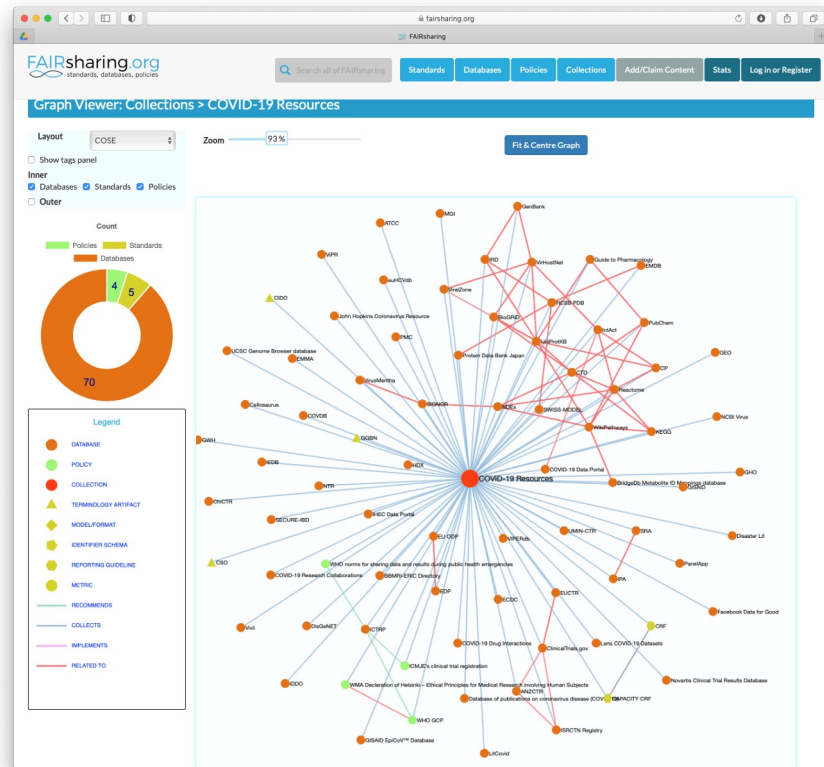 fairsharing.org
FAIRsharing
FAIRsharing.org
standards, databases, policies
Search all of FAIRsharing
Standards
Databases
Policies
Collections
Add/Claim Content
Stats
Log in or Register
Graph Viewer: Collections > COVID-19 Resources
Layout
COSE
Zoom
93%
Fit & Centre Graph
Show tags panel
Inner
Databases
Standards
Policies
Outer
Count
Policies
Standards
Databases
4
5
70
Legend
DATABASE
POLICY
COLLECTION
TERMINOLOGY ARTIFACT
MODEL/FORMAT
IDENTIFIER SCHEMA
REPORTING GUIDELINE
METRIC
RECOMMENDS
COLLECTS
IMPLEMENTS
RELATED TO
GenBank
MGI
ATCC
ViPR
IRD
VirHostNet
Guide to Pharmacology
EMDB
euHCVdb
ViralZone
CIDO
RCSB PDB
John Hopkins Coronavirus Resource
BioGRID
IntAct
PubChem
PMC
UniProtKB
UCSC Genome Browser database
EMMA
Protein Data Bank Japan
GEO
CTD
ICP
VirusMentha
Reactome
Cellosaurus
SIGNOR
NDEx
SWISS-MODEL
COVDB
NCBI Virus
WikiPathways
KEGG
GGBN
GWH
IEDB
HDX
COVID-19 Data Portal
GHO
COVID-19 Resources
BridgeDb Metabolite ID Mappings database
GISAID
NTR
ChiCTR
IHEC Data Portal
SECURE-IBD
EU ODP
VIPERdb
UMIN-CTR
SRA
Disaster Lit
CSO
WHO norms for sharing data and results during public health emergencies
PanelApp
COVID-19 Research Collaborations
BBMRI-ERIC Directory
IPA
EDP
ECDC
EUCTR
Facebook Data for Good
Vivli
DisGeNET
ICTRP
CRF
COVID-19 Drug Interactions
ClinicalTrials.gov
Lens COVID-19 Datasets
ICMJE's clinical trial registration
IDDO
WMA Declaration of Helsinki – Ethical Principles for Medical Research Involving Human Subjects
Novartis Clinical Trial Results Database
ANZCTR
Database of publications on coronavirus disease
CAPACITY CRF
WHO GCP
ISRCTN Registry
GISAID EpiCoV™ Database
LitCovid